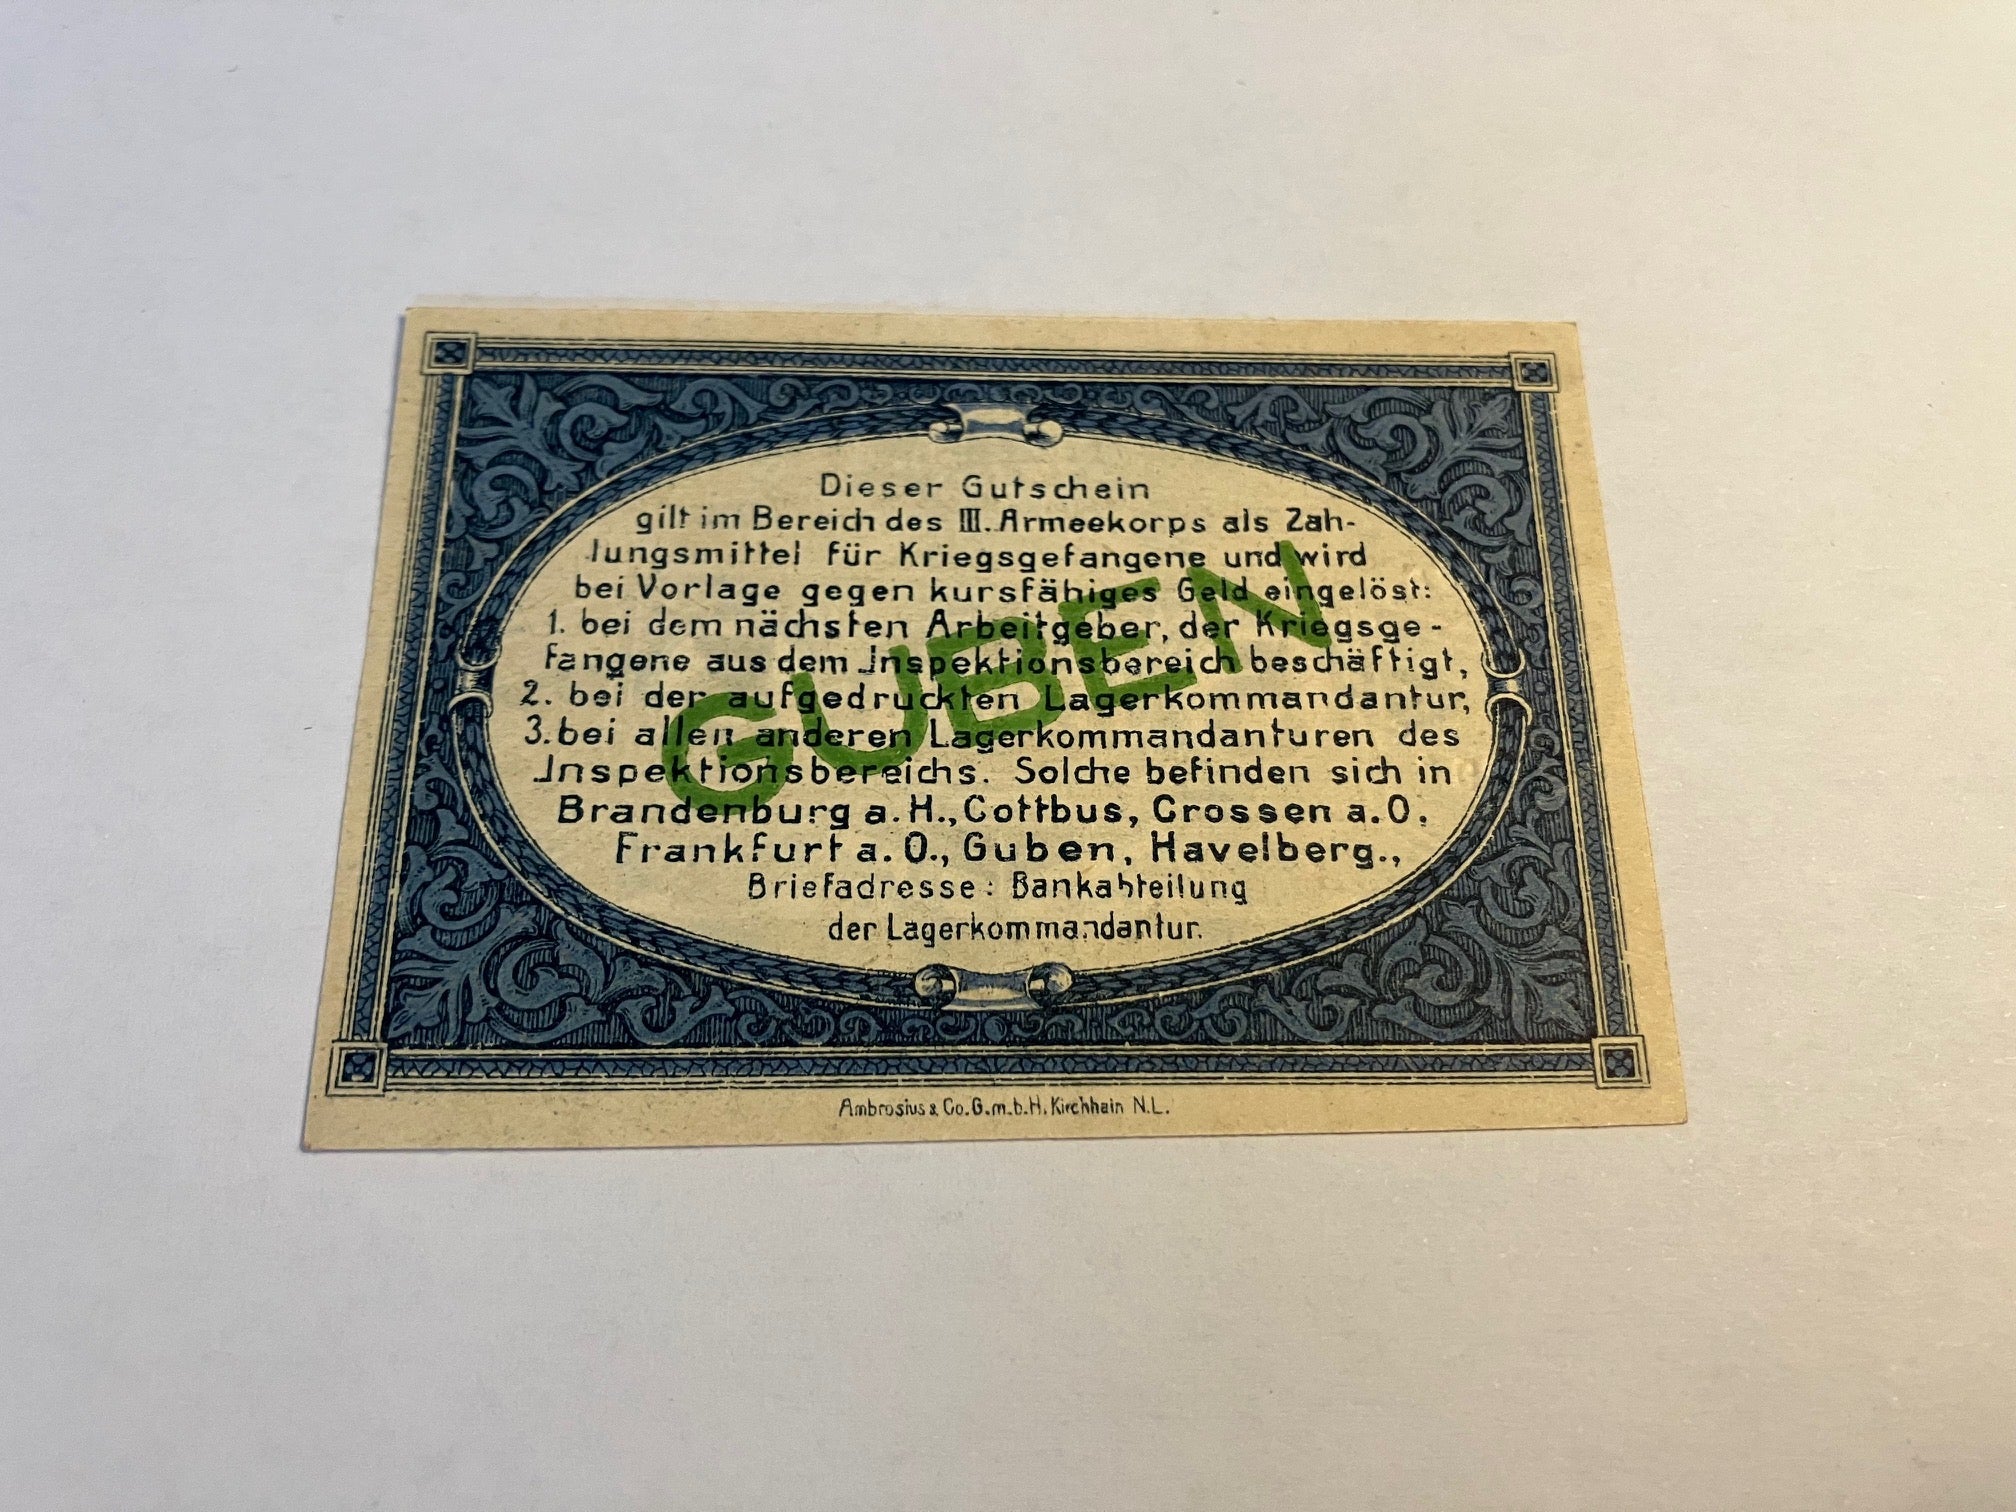 Dieser Gutschein
gilt im Bereich des III. Armeekorps als Zah-
lungsmittel für Kriegsgefangene und wird
bei Vorlage gegen kursfähiges Geld eingelöst:
1. bei dem nächsten Arbeitgeber, der Kriegsge-
fangene aus dem Inspektionsbereich beschäftigt,
2. bei der aufgedruckten Lagerkommandantur,
3. bei allen anderen Lagerkommandanturen des
Inspektionsbereichs. Solche befinden sich in
Brandenburg a. H., Cottbus, Crossen a. O.
Frankfurt a. O., Guben, Havelberg.,
Briefadresse: Bankabteilung
der Lagerkommandantur.
GUBEN
Ambrosius & Co. G. m. b. H. Kirchhain N. L.